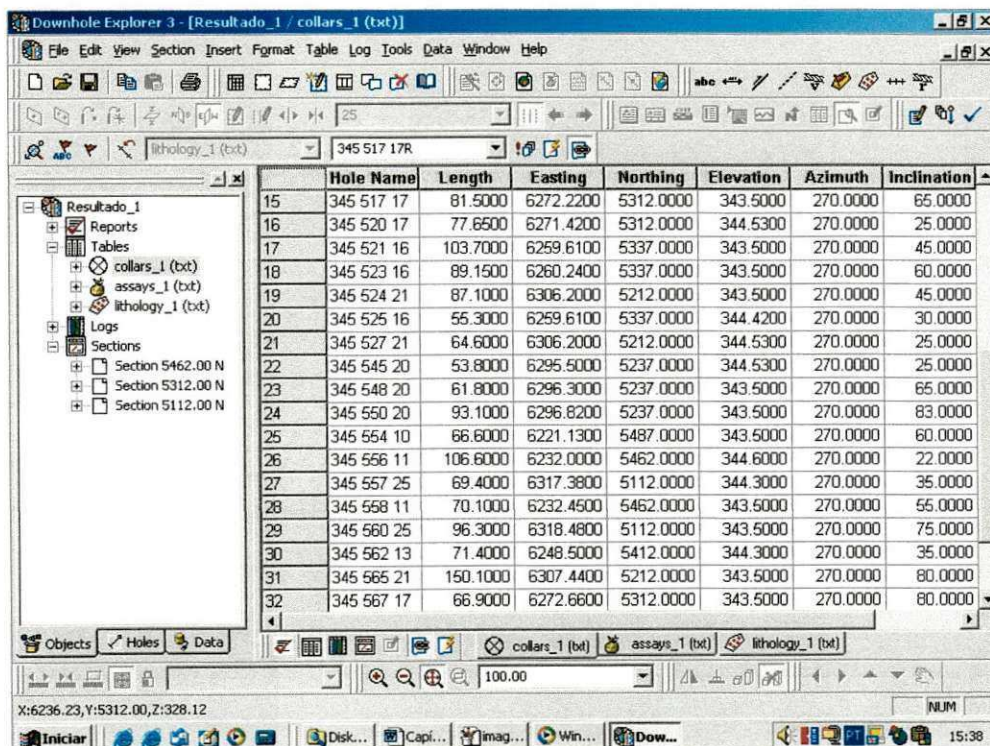 Downhole Explorer 3 - [Resultado_1 / collars_1 (txt)]
File Edit View Section Insert Format Table Log Tools Data Window Help
abc
25
ABC lithology_1 (txt) 345 517 17R
Resultado_1
Reports
Tables
collars_1 (txt)
assays_1 (txt)
lithology_1 (txt)
Logs
Sections
Section 5462.00 N
Section 5312.00 N
Section 5112.00 N
Hole Name Length Easting Northing Elevation Azimuth Inclination
15 345 517 17 81.5000 6272.2200 5312.0000 343.5000 270.0000 65.0000
16 345 520 17 77.6500 6271.4200 5312.0000 344.5300 270.0000 25.0000
17 345 521 16 103.7000 6259.6100 5337.0000 343.5000 270.0000 45.0000
18 345 523 16 89.1500 6260.2400 5337.0000 343.5000 270.0000 60.0000
19 345 524 21 87.1000 6306.2000 5212.0000 343.5000 270.0000 45.0000
20 345 525 16 55.3000 6259.6100 5337.0000 344.4200 270.0000 30.0000
21 345 527 21 64.6000 6306.2000 5212.0000 344.5300 270.0000 25.0000
22 345 545 20 53.8000 6295.5000 5237.0000 344.5300 270.0000 25.0000
23 345 548 20 61.8000 6296.3000 5237.0000 343.5000 270.0000 65.0000
24 345 550 20 93.1000 6296.8200 5237.0000 343.5000 270.0000 83.0000
25 345 554 10 66.6000 6221.1300 5487.0000 343.5000 270.0000 60.0000
26 345 556 11 106.6000 6232.0000 5462.0000 344.6000 270.0000 22.0000
27 345 557 25 69.4000 6317.3800 5112.0000 344.3000 270.0000 35.0000
28 345 558 11 70.1000 6232.4500 5462.0000 343.5000 270.0000 55.0000
29 345 560 25 96.3000 6318.4800 5112.0000 343.5000 270.0000 75.0000
30 345 562 13 71.4000 6248.5000 5412.0000 344.3000 270.0000 35.0000
31 345 565 21 150.1000 6307.4400 5212.0000 343.5000 270.0000 80.0000
32 345 567 17 66.9000 6272.6600 5312.0000 343.5000 270.0000 80.0000
Objects Holes Data collars_1 (txt) assays_1 (txt) lithology_1 (txt)
100.00
X:6236.23,Y:5312.00,Z:328.12 NUM
Iniciar Disk... Capí... imag... Win... Dow... PT 15:38